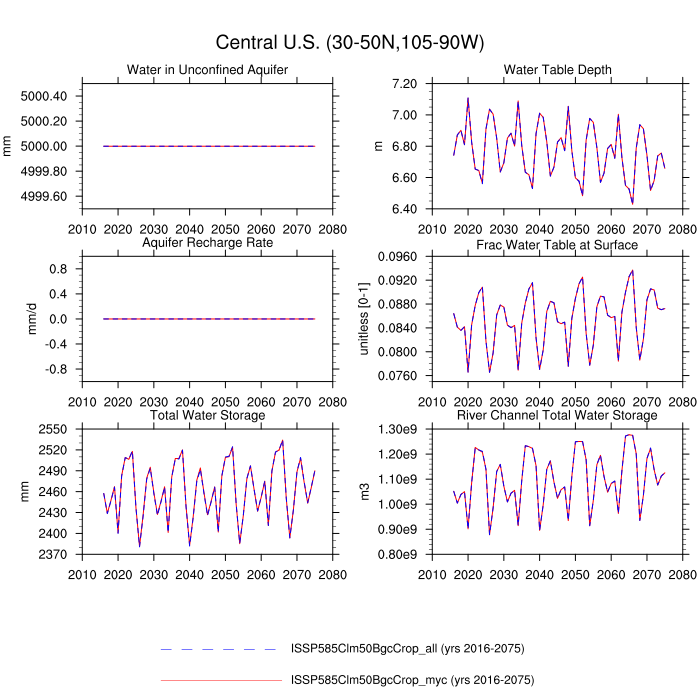 Central U.S. (30-50N,105-90W)
Water in Unconfined Aquifer
Water Table Depth
5000.40
5000.20
5000.00
4999.80
4999.60
mm
2010 2020 2030 2040 2050 2060 2070 2080
7.20
7.00
6.80
6.60
6.40
m
2010 2020 2030 2040 2050 2060 2070 2080
Aquifer Recharge Rate
Frac Water Table at Surface
0.8
0.4
0.0
-0.4
-0.8
mm/d
2010 2020 2030 2040 2050 2060 2070 2080
0.0960
0.0920
0.0880
0.0840
0.0800
0.0760
unitless [0-1]
2010 2020 2030 2040 2050 2060 2070 2080
Total Water Storage
River Channel Total Water Storage
2550
2520
2490
2460
2430
2400
2370
mm
2010 2020 2030 2040 2050 2060 2070 2080
1.30e9
1.20e9
1.10e9
1.00e9
0.90e9
0.80e9
m3
2010 2020 2030 2040 2050 2060 2070 2080
ISSP585Clm50BgcCrop_all (yrs 2016-2075)
ISSP585Clm50BgcCrop_myc (yrs 2016-2075)